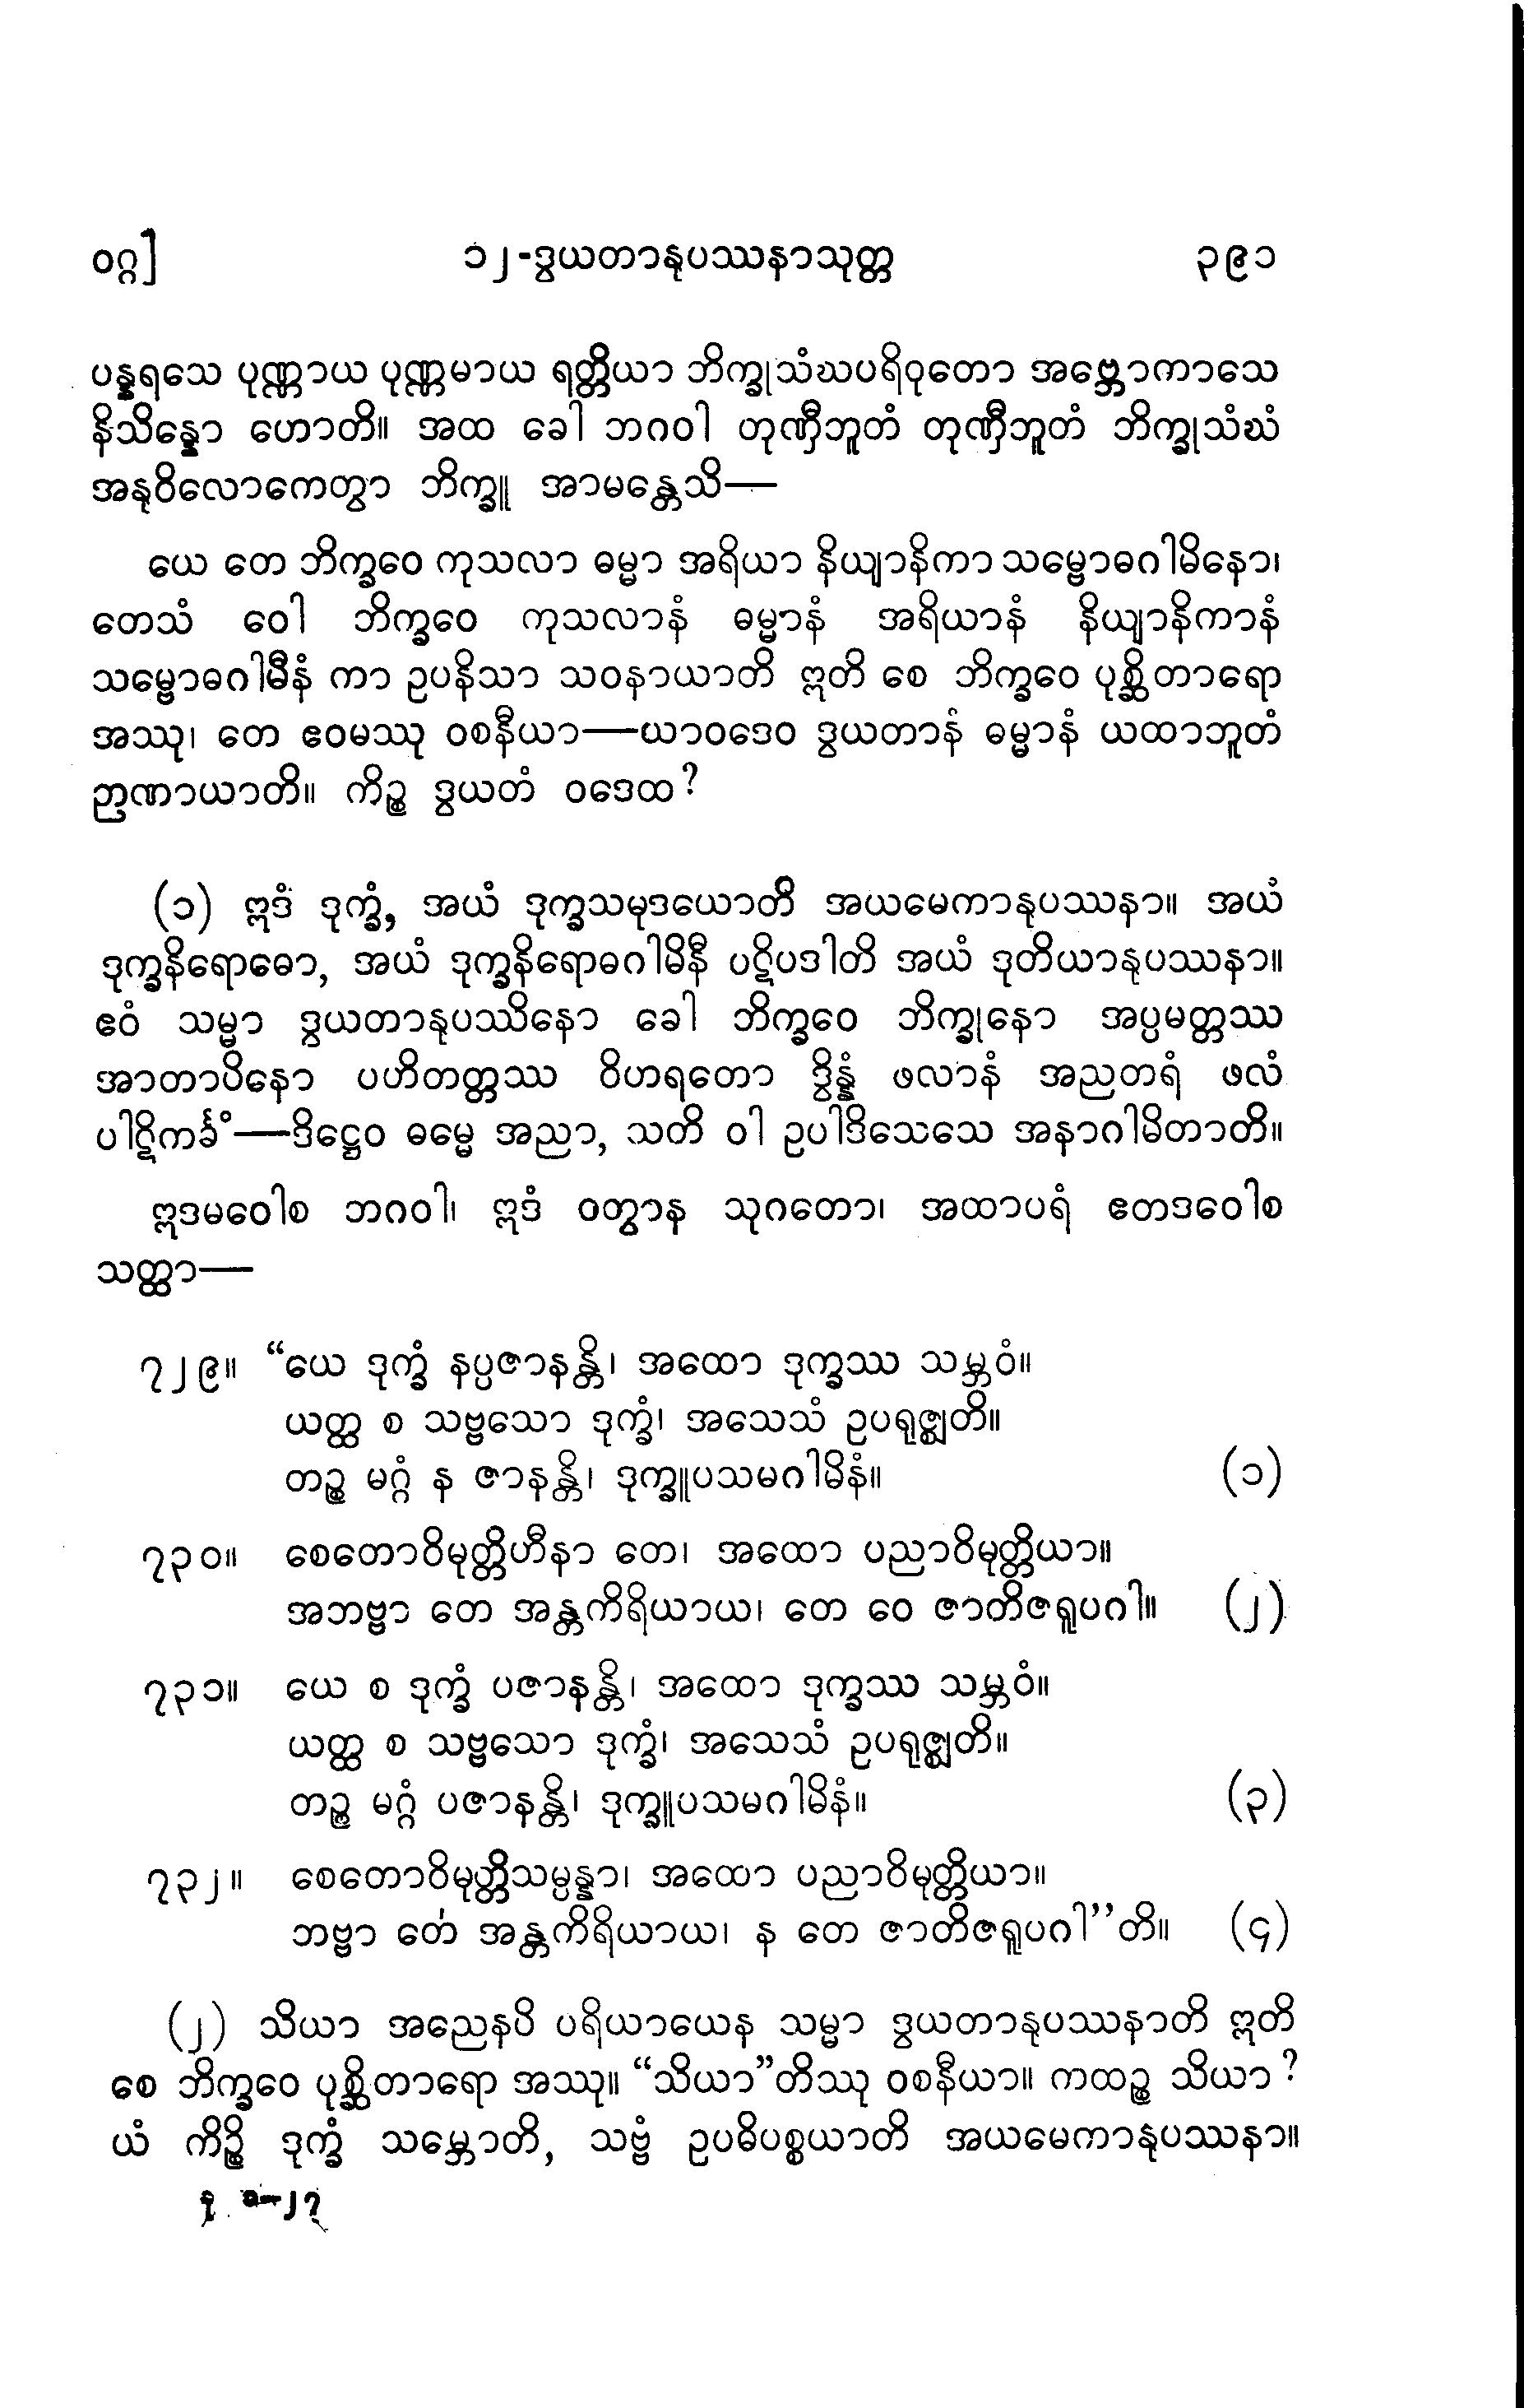 ဝဂ္ဂ] ၁၂-ဒွယတာနုပဿနာသုတ္တ ၃၉၁
ပန္နရသေ ပုဏ္ဏာယ ပုဏ္ဏမာယ ရတ္တိယာ ဘိက္ခုသံဃပရိဝုတော အဗ္ဘောကာသေ
နိသိန္နော ဟောတိ။ အထ ခေါ ဘဂဝါ တုဏှီဘူတံ တုဏှီဘူတံ ဘိက္ခုသံဃံ
အနုဝိလောကေတွာ ဘိက္ခူ အာမန္တေသိ—
ယေ တေ ဘိက္ခဝေ ကုသလာ ဓမ္မာ အရိယာ နိယျာနိကာ သမ္ဗောဓဂါမိနော၊
တေသံ ဝေါ ဘိက္ခဝေ ကုသလာနံ ဓမ္မာနံ အရိယာနံ နိယျာနိကာနံ
သမ္ဗောဓဂါမီနံ ကာ ဥပနိသာ သဝနာယာတိ ဣတိ စေ ဘိက္ခဝေ ပုစ္ဆိတာရော
အဿု၊ တေ ဧဝမဿု ဝစနီယာ—ယာဝဒေဝ ဒွယတာနံ ဓမ္မာနံ ယထာဘူတံ
ဉာဏာယာတိ။ ကိဉ္စ ဒွယတံ ဝဒေထ?
(၁) ဣဒံ ဒုက္ခံ, အယံ ဒုက္ခသမုဒယောတိ အယမေကာနုပဿနာ။ အယံ
ဒုက္ခနိရောဓော, အယံ ဒုက္ခနိရောဓဂါမိနီ ပဋိပဒါတိ အယံ ဒုတိယာနုပဿနာ။
ဧဝံ သမ္မာ ဒွယတာနုပဿိနော ခေါ ဘိက္ခဝေ ဘိက္ခုနော အပ္ပမတ္တဿ
အာတာပိနော ပဟိတတ္တဿ ဝိဟရတော ဒွိန္နံ ဖလာနံ အညတရံ ဖလံ
ပါဋိကင်္ခံ—ဒိဋ္ဌေဝ ဓမ္မေ အညာ, သတိ ဝါ ဥပါဒိသေသေ အနာဂါမိတာတိ။
ဣဒမဝေါစ ဘဂဝါ၊ ဣဒံ ဝတွာန သုဂတော၊ အထာပရံ ဧတဒဝေါစ
သတ္ထာ—
၇၂၉။ “ယေ ဒုက္ခံ နပ္ပဇာနန္တိ၊ အထော ဒုက္ခဿ သမ္ဘဝံ။
ယတ္ထ စ သဗ္ဗသော ဒုက္ခံ၊ အသေသံ ဥပရုဇ္ဈတိ။
တဉ္စ မဂ္ဂံ န ဇာနန္တိ၊ ဒုက္ခူပသမဂါမိနံ။ (၁)
၇၃၀။ စေတောဝိမုတ္တိဟီနာ တေ၊ အထော ပညာဝိမုတ္တိယာ။
အဘဗ္ဗာ တေ အန္တကိရိယာယ၊ တေ ဝေ ဇာတိဇရူပဂါ။ (၂)
၇၃၁။ ယေ စ ဒုက္ခံ ပဇာနန္တိ၊ အထော ဒုက္ခဿ သမ္ဘဝံ။
ယတ္ထ စ သဗ္ဗသော ဒုက္ခံ၊ အသေသံ ဥပရုဇ္ဈတိ။
တဉ္စ မဂ္ဂံ ပဇာနန္တိ၊ ဒုက္ခူပသမဂါမိနံ။ (၃)
၇၃၂။ စေတောဝိမုတ္တိသမ္ပန္နာ၊ အထော ပညာဝိမုတ္တိယာ။
ဘဗ္ဗာ တေ အန္တကိရိယာယ၊ န တေ ဇာတိဇရူပဂါ”တိ။ (၄)
(၂) သိယာ အညေနပိ ပရိယာယေန သမ္မာ ဒွယတာနုပဿနာတိ ဣတိ
စေ ဘိက္ခဝေ ပုစ္ဆိတာရော အဿု။ “သိယာ”တိဿု ဝစနီယာ။ ကထဉ္စ သိယာ?
ယံ ကိဉ္စိ ဒုက္ခံ သမ္ဘောတိ, သဗ္ဗံ ဥပဓိပစ္စယာတိ အယမေကာနုပဿနာ။